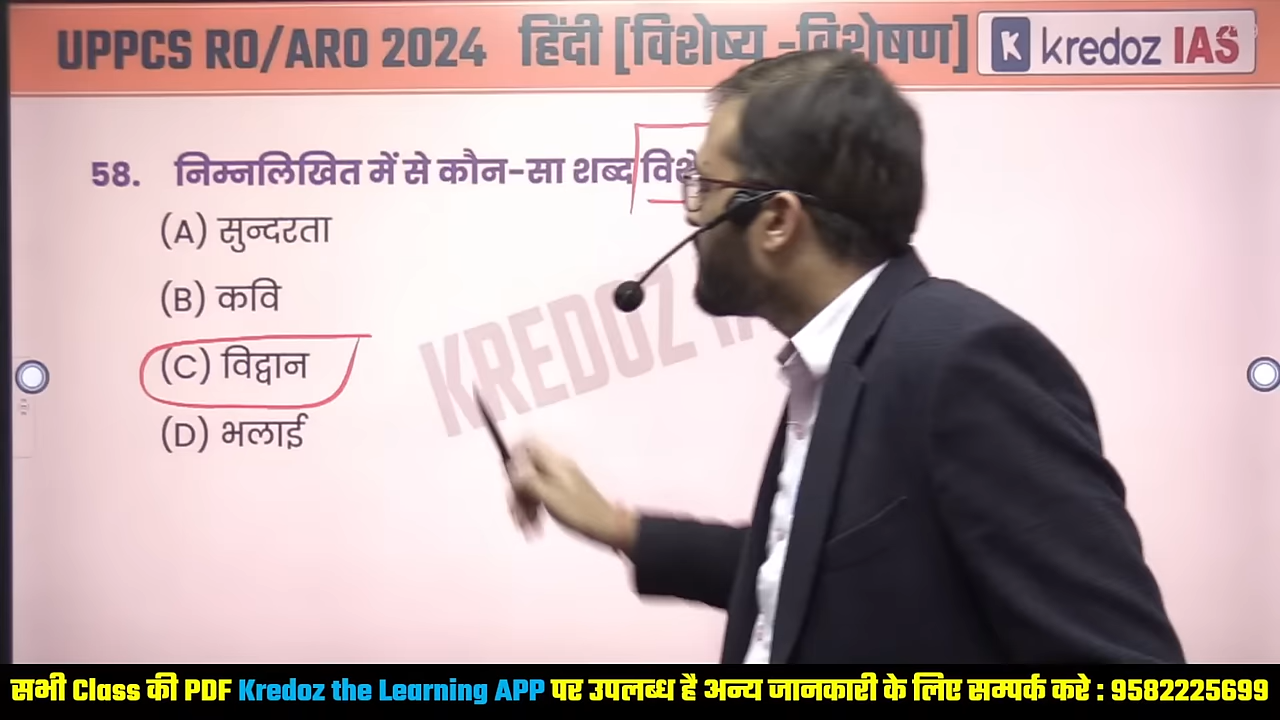 UPPCS RO/ARO 2024 हिंदी [विशेष्य -विशेषण]
K kredoz IAS
58. निम्नलिखित में से कौन-सा शब्द
(A) सुन्दरता
(B) कवि
(C) विद्वान
(D) भलाई
KREDOZ
सभी Class की PDF Kredoz the Learning APP पर उपलब्ध है अन्य जानकारी के लिए सम्पर्क करे : 9582225699